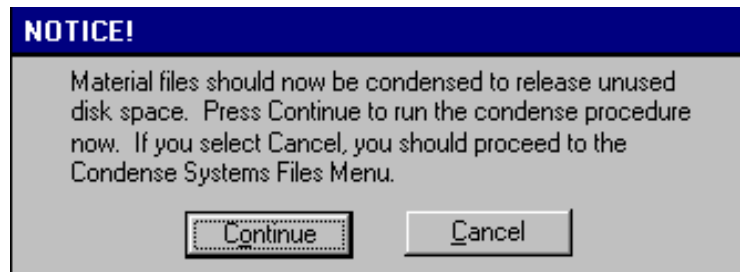 NOTICE!
Material files should now be condensed to release unused
disk space.  Press Continue to run the condense procedure
now.  If you select Cancel, you should proceed to the
Condense Systems Files Menu.
Continue
Cancel